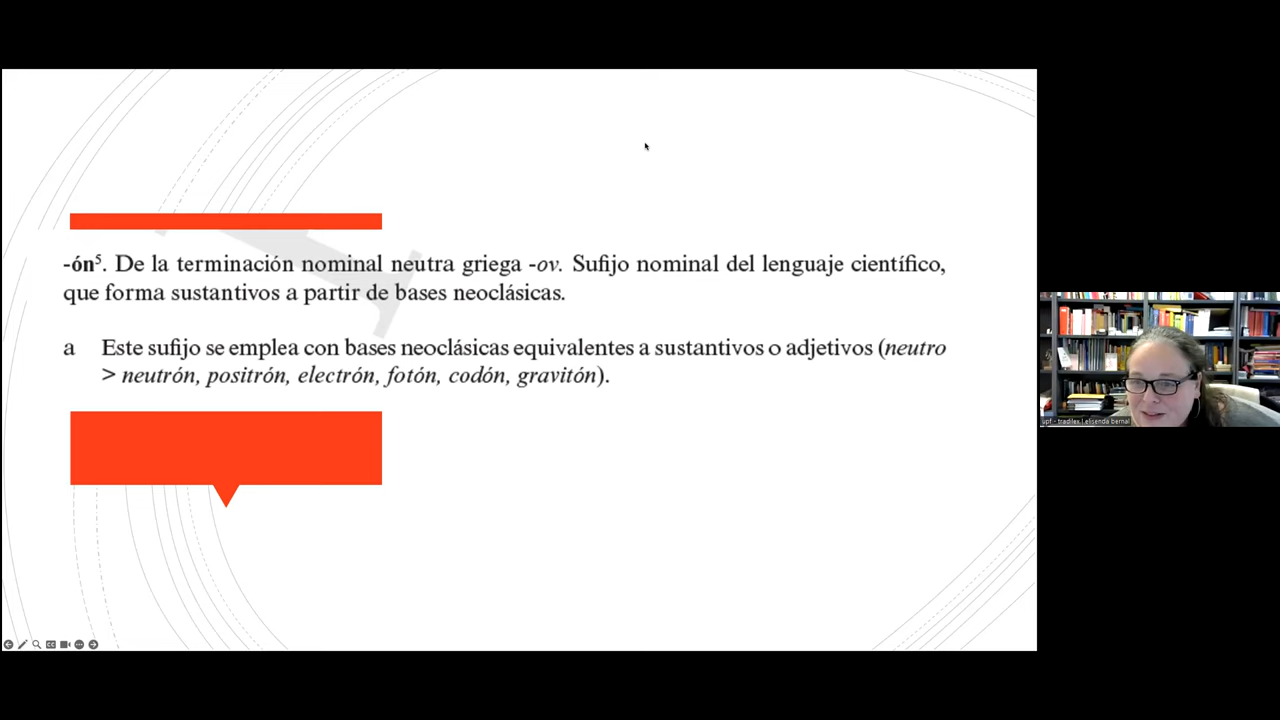 -ón⁵. De la terminación nominal neutra griega -ov. Sufijo nominal del lenguaje científico,
que forma sustantivos a partir de bases neoclásicas.
a Este sufijo se emplea con bases neoclásicas equivalentes a sustantivos o adjetivos (neutro
> neutrón, positrón, electrón, fotón, codón, gravitón).
upf - tradilex | elisenda bernal